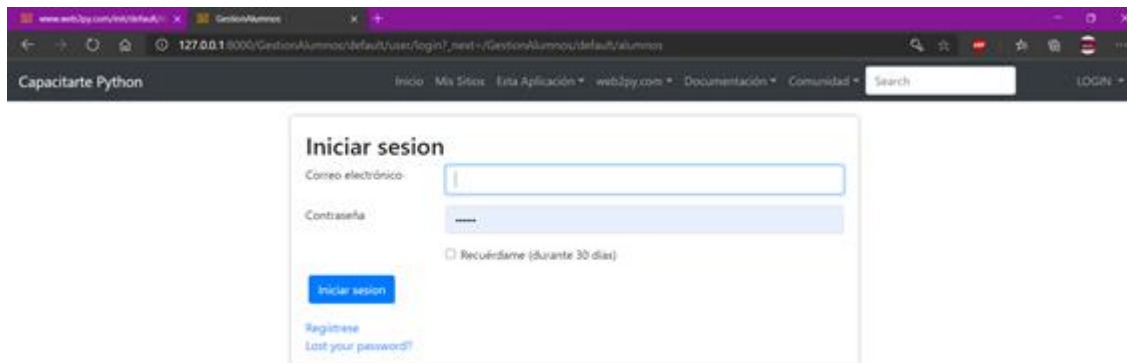 www.web2py.com/init/default/ GestionAlumnos
127.0.0.1:8000/GestionAlumnos/default/user/login?_next=/GestionAlumnos/default/alumnos
Capacitarte Python Inicio Mis Sitios Esta Aplicación web2py.com Documentación Comunidad Search LOGIN
Iniciar sesion
Correo electrónico
Contraseña
Recuérdame (durante 30 días)
Iniciar sesion
Regístrese
Lost your password?